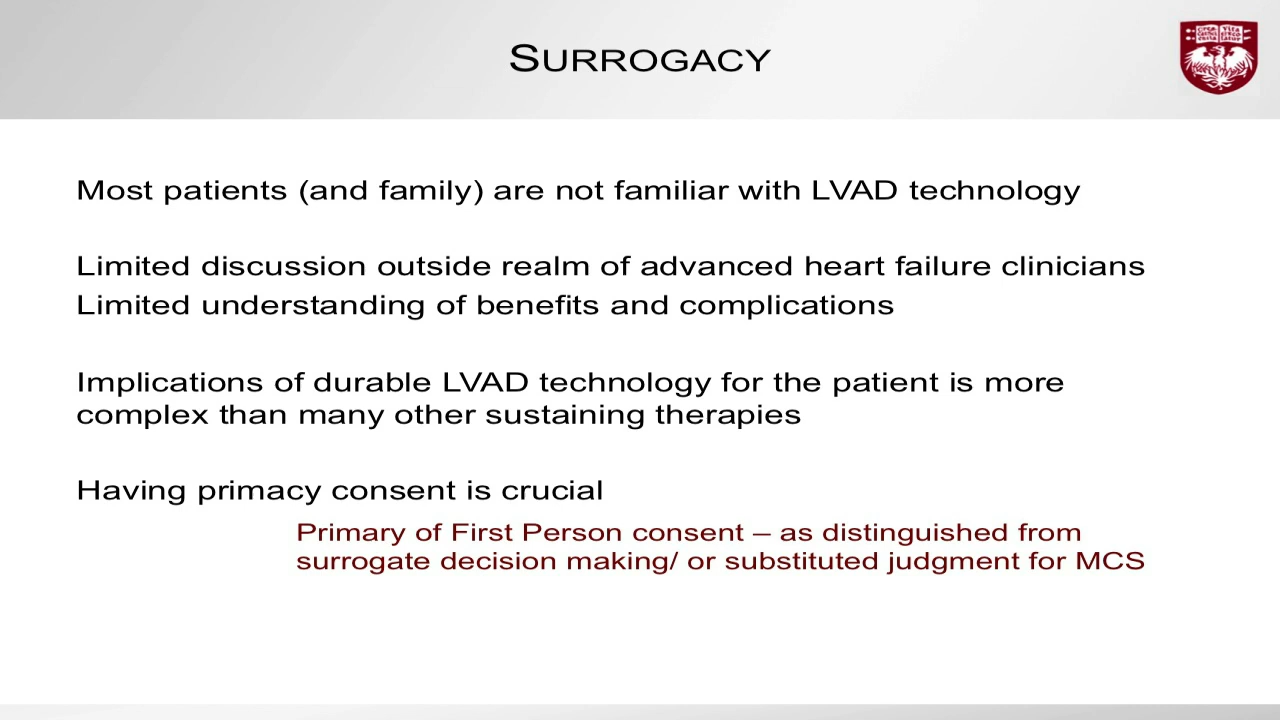 SURROGACY
Most patients (and family) are not familiar with LVAD technology
Limited discussion outside realm of advanced heart failure clinicians
Limited understanding of benefits and complications
Implications of durable LVAD technology for the patient is more
complex than many other sustaining therapies
Having primacy consent is crucial
Primary of First Person consent – as distinguished from
surrogate decision making/ or substituted judgment for MCS